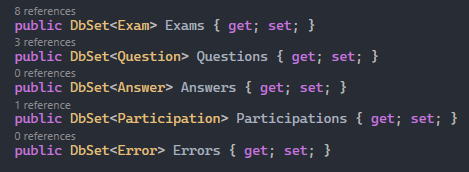 8 references
public DbSet<Exam> Exams { get; set; }
3 references
public DbSet<Question> Questions { get; set; }
0 references
public DbSet<Answer> Answers { get; set; }
1 reference
public DbSet<Participation> Participations { get; set; }
0 references
public DbSet<Error> Errors { get; set; }